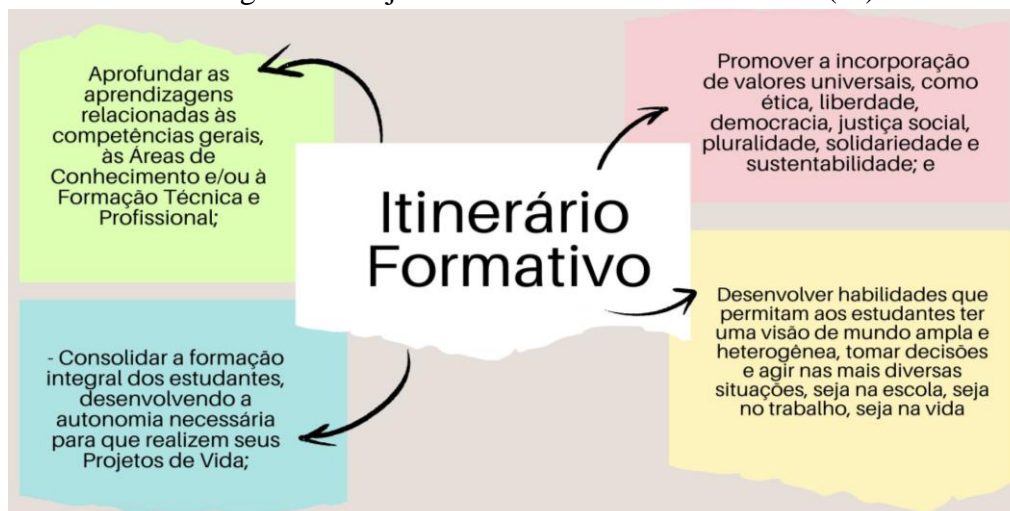 Aprofundar as
aprendizagens
relacionadas às
competências gerais,
às Áreas de
Conhecimento e/ou à
Formação Técnica e
Profissional;
Promover a incorporação
de valores universais, como
ética, liberdade,
democracia, justiça social,
pluralidade, solidariedade e
sustentabilidade; e
Itinerário
Formativo
- Consolidar a formação
integral dos estudantes,
desenvolvendo a
autonomia necessária
para que realizem seus
Projetos de Vida;
Desenvolver habilidades que
permitam aos estudantes ter
uma visão de mundo ampla e
heterogênea, tomar decisões
e agir nas mais diversas
situações, seja na escola, seja
no trabalho, seja na vida